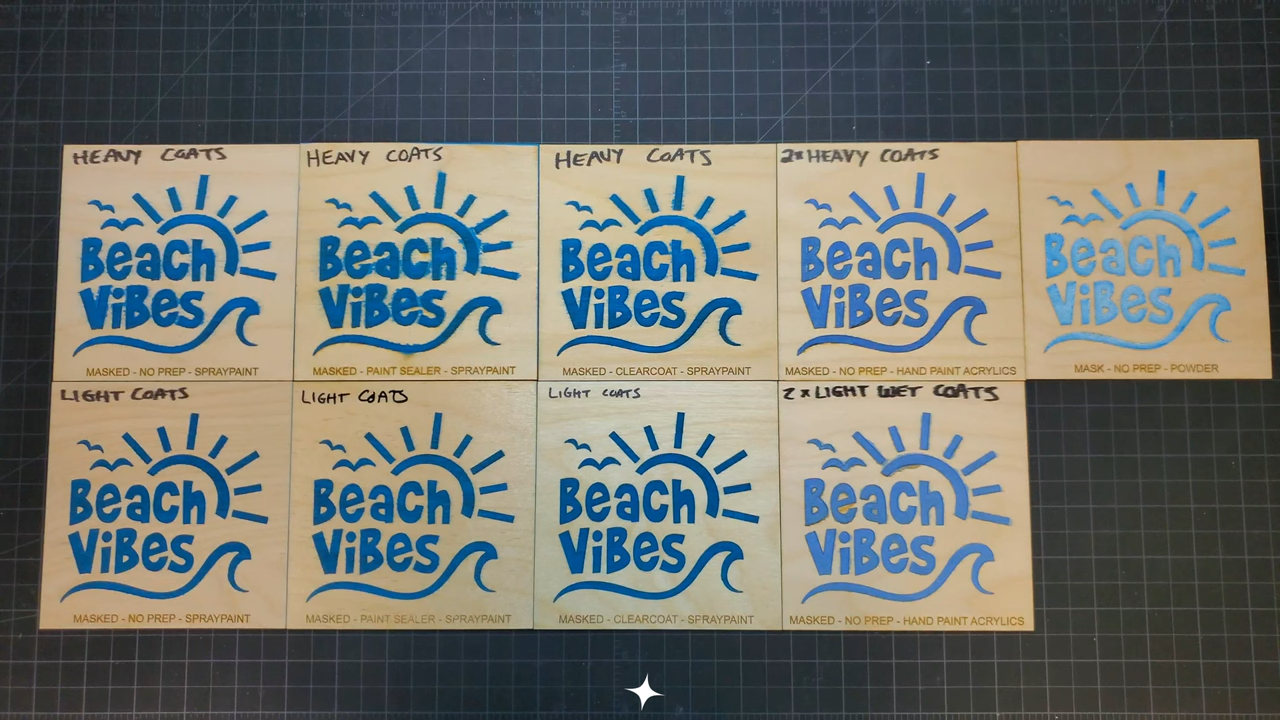 HEAVY COATS
Beach
ViBes
MASKED - NO PREP - SPRAYPAINT
HEAVY COATS
Beach
ViBes
MASKED - PAINT SEALER - SPRAYPAINT
HEAVY COATS
Beach
ViBes
MASKED - CLEARCOAT - SPRAYPAINT
2x HEAVY COATS
Beach
ViBes
MASKED - NO PREP - HAND PAINT ACRYLICS
Beach
ViBes
MASK - NO PREP - POWDER
LIGHT COATS
Beach
ViBes
MASKED - NO PREP - SPRAYPAINT
LIGHT COATS
Beach
ViBes
MASKED - PAINT SEALER - SPRAYPAINT
LIGHT COATS
Beach
ViBes
MASKED - CLEARCOAT - SPRAYPAINT
2 x LIGHT WET COATS
Beach
ViBes
MASKED - NO PREP - HAND PAINT ACRYLICS